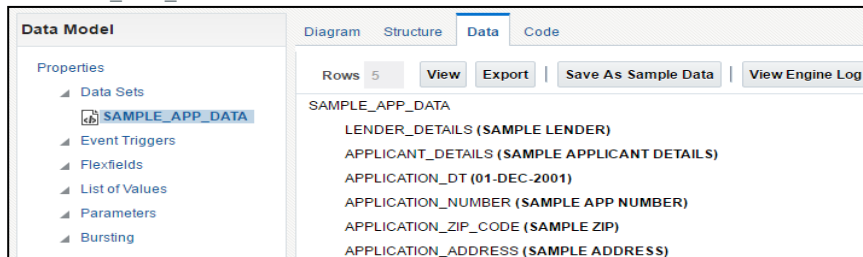 Data Model
Properties
Data Sets
SAMPLE_APP_DATA
Event Triggers
Flexfields
List of Values
Parameters
Bursting
Diagram Structure Data Code
Rows 5 View Export | Save As Sample Data | View Engine Log
SAMPLE_APP_DATA
LENDER_DETAILS (SAMPLE LENDER)
APPLICANT_DETAILS (SAMPLE APPLICANT DETAILS)
APPLICATION_DT (01-DEC-2001)
APPLICATION_NUMBER (SAMPLE APP NUMBER)
APPLICATION_ZIP_CODE (SAMPLE ZIP)
APPLICATION_ADDRESS (SAMPLE ADDRESS)